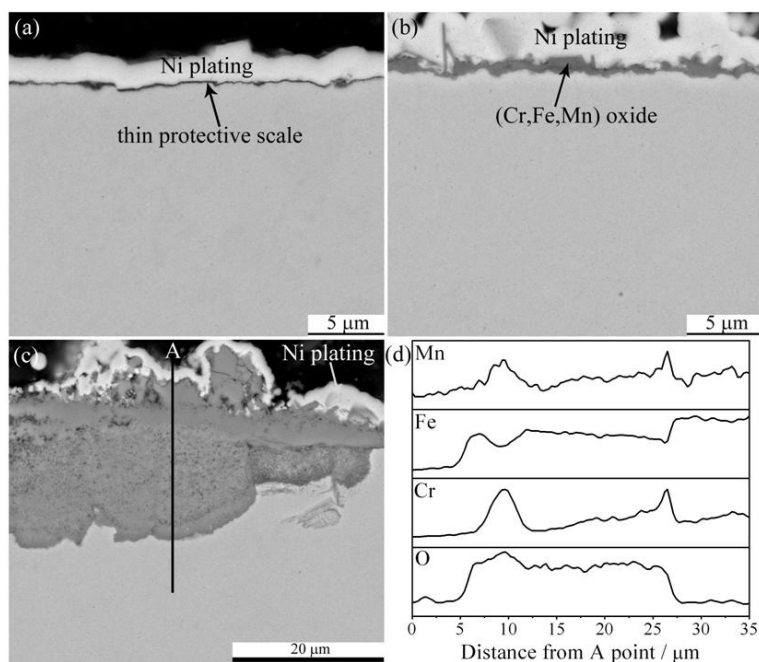 (a)
Ni plating
thin protective scale
5 μm
(b)
Ni plating
(Cr,Fe,Mn) oxide
5 μm
(c)
A
Ni plating
20 μm
(d)
Mn
Fe
Cr
O
0 5 10 15 20 25 30 35
Distance from A point / μm